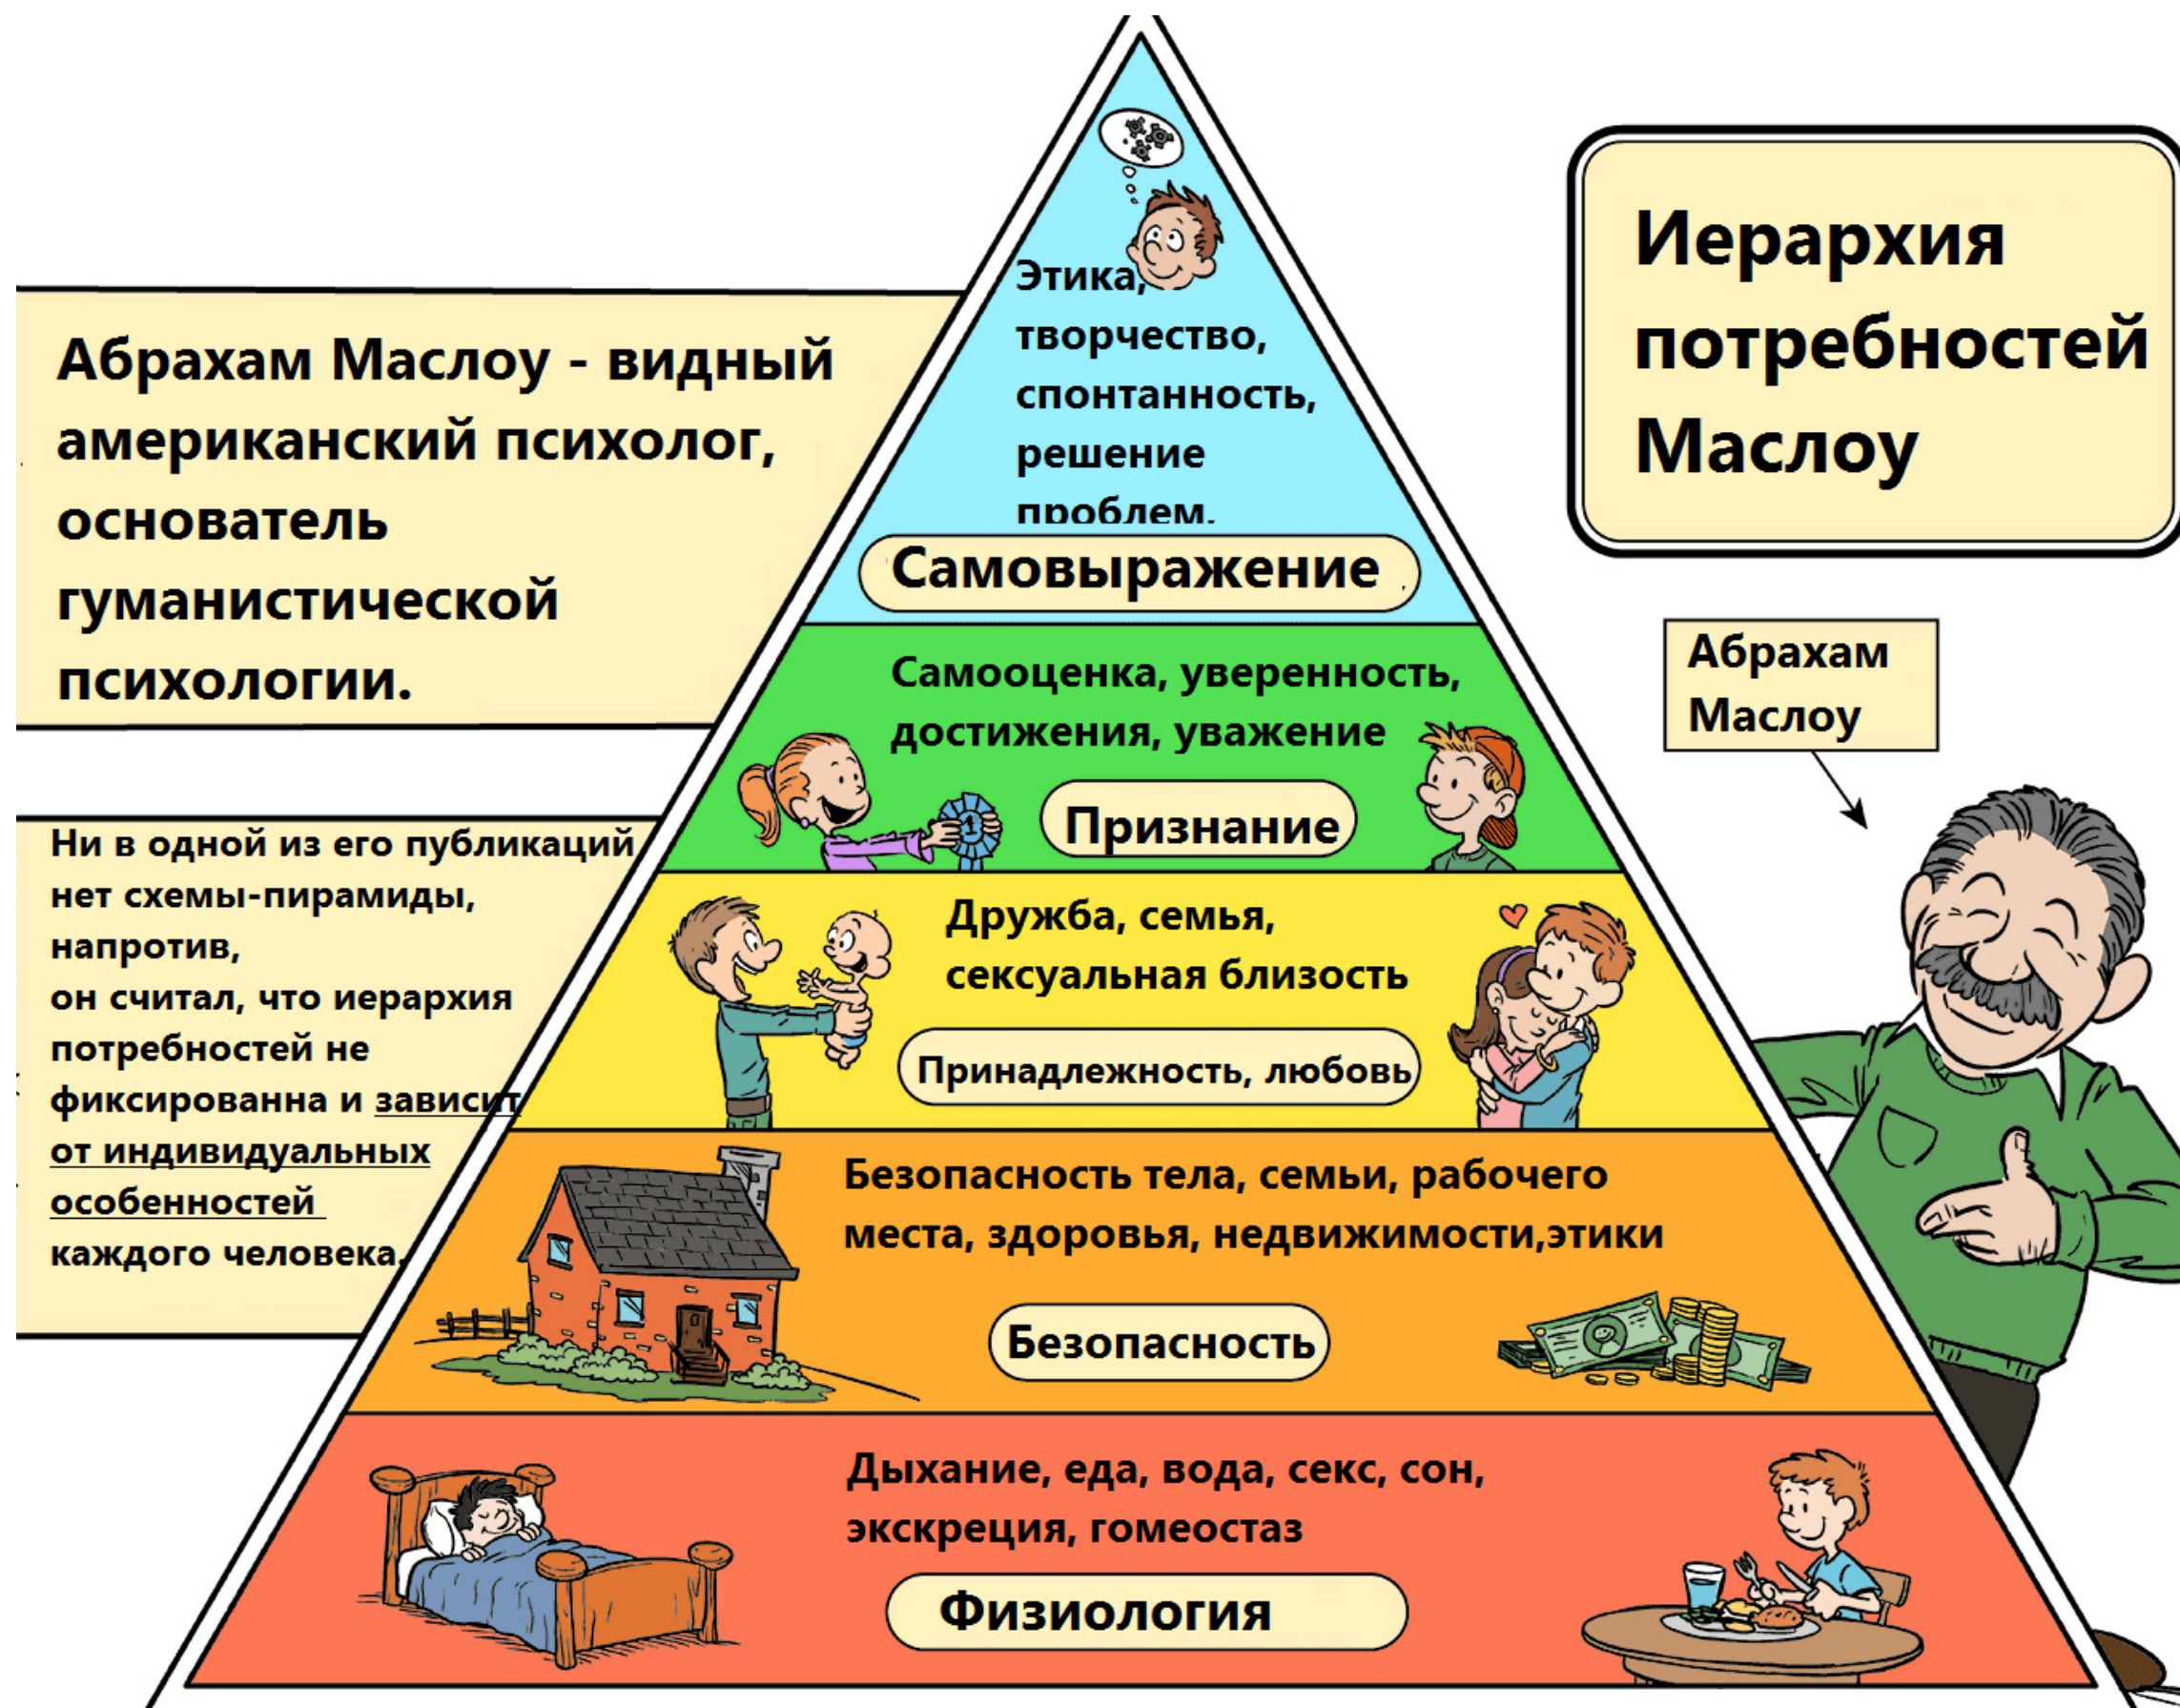 Иерархия
потребностей
Маслоу
Абрахам Маслоу - видный
американский психолог,
основатель
гуманистической
психологии.
Ни в одной из его публикаций
нет схемы-пирамиды,
напротив,
он считал, что иерархия
потребностей не
фиксированна и зависит
от индивидуальных
особенностей
каждого человека.
Этика,
творчество,
спонтанность,
решение
проблем.
Самовыражение
Самооценка, уверенность,
достижения, уважение
1
Признание
Дружба, семья,
сексуальная близость
Принадлежность, любовь
Безопасность тела, семьи, рабочего
места, здоровья, недвижимости,этики
Безопасность
Дыхание, еда, вода, секс, сон,
экскреция, гомеостаз
Физиология
Абрахам
Маслоу